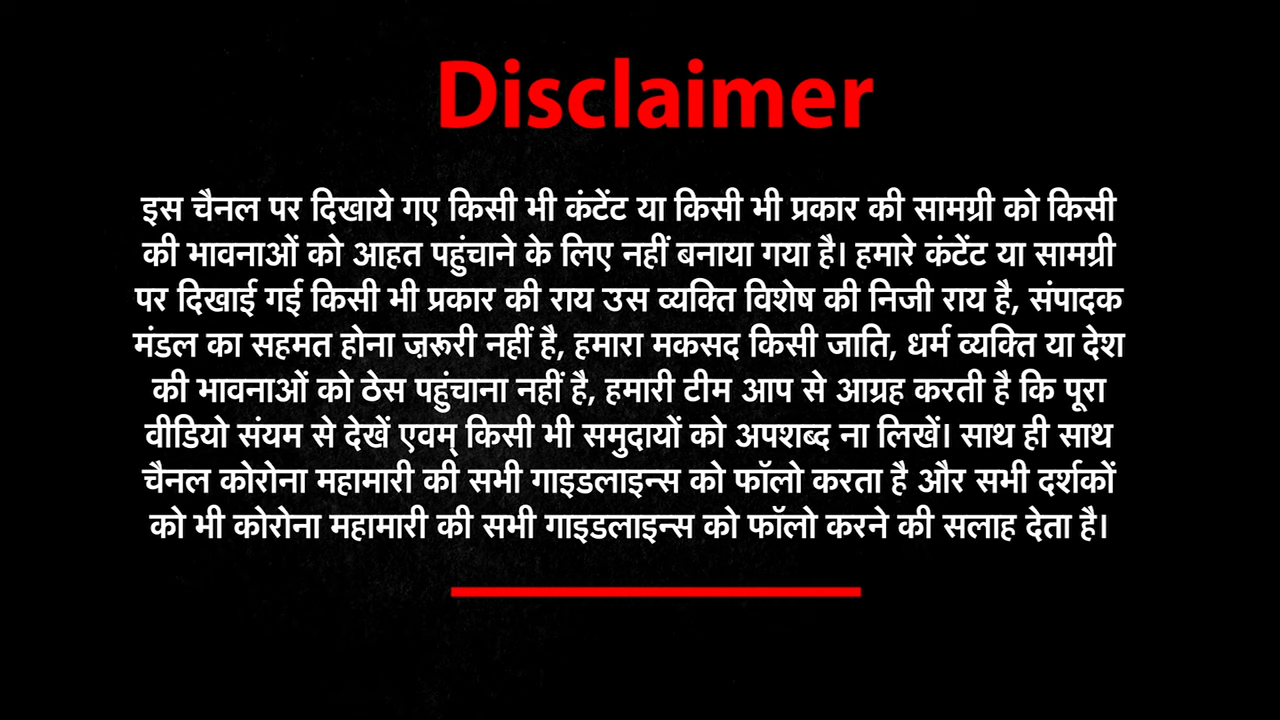 Disclaimer
इस चैनल पर दिखाये गए किसी भी कंटेंट या किसी भी प्रकार की सामग्री को किसी
की भावनाओं को आहत पहुंचाने के लिए नहीं बनाया गया है। हमारे कंटेंट या सामग्री
पर दिखाई गई किसी भी प्रकार की राय उस व्यक्ति विशेष की निजी राय है, संपादक
मंडल का सहमत होना ज़रूरी नहीं है, हमारा मकसद किसी जाति, धर्म व्यक्ति या देश
की भावनाओं को ठेस पहुंचाना नहीं है, हमारी टीम आप से आग्रह करती है कि पूरा
वीडियो संयम से देखें एवम् किसी भी समुदायों को अपशब्द ना लिखें। साथ ही साथ
चैनल कोरोना महामारी की सभी गाइडलाइन्स को फॉलो करता है और सभी दर्शकों
को भी कोरोना महामारी की सभी गाइडलाइन्स को फॉलो करने की सलाह देता है।